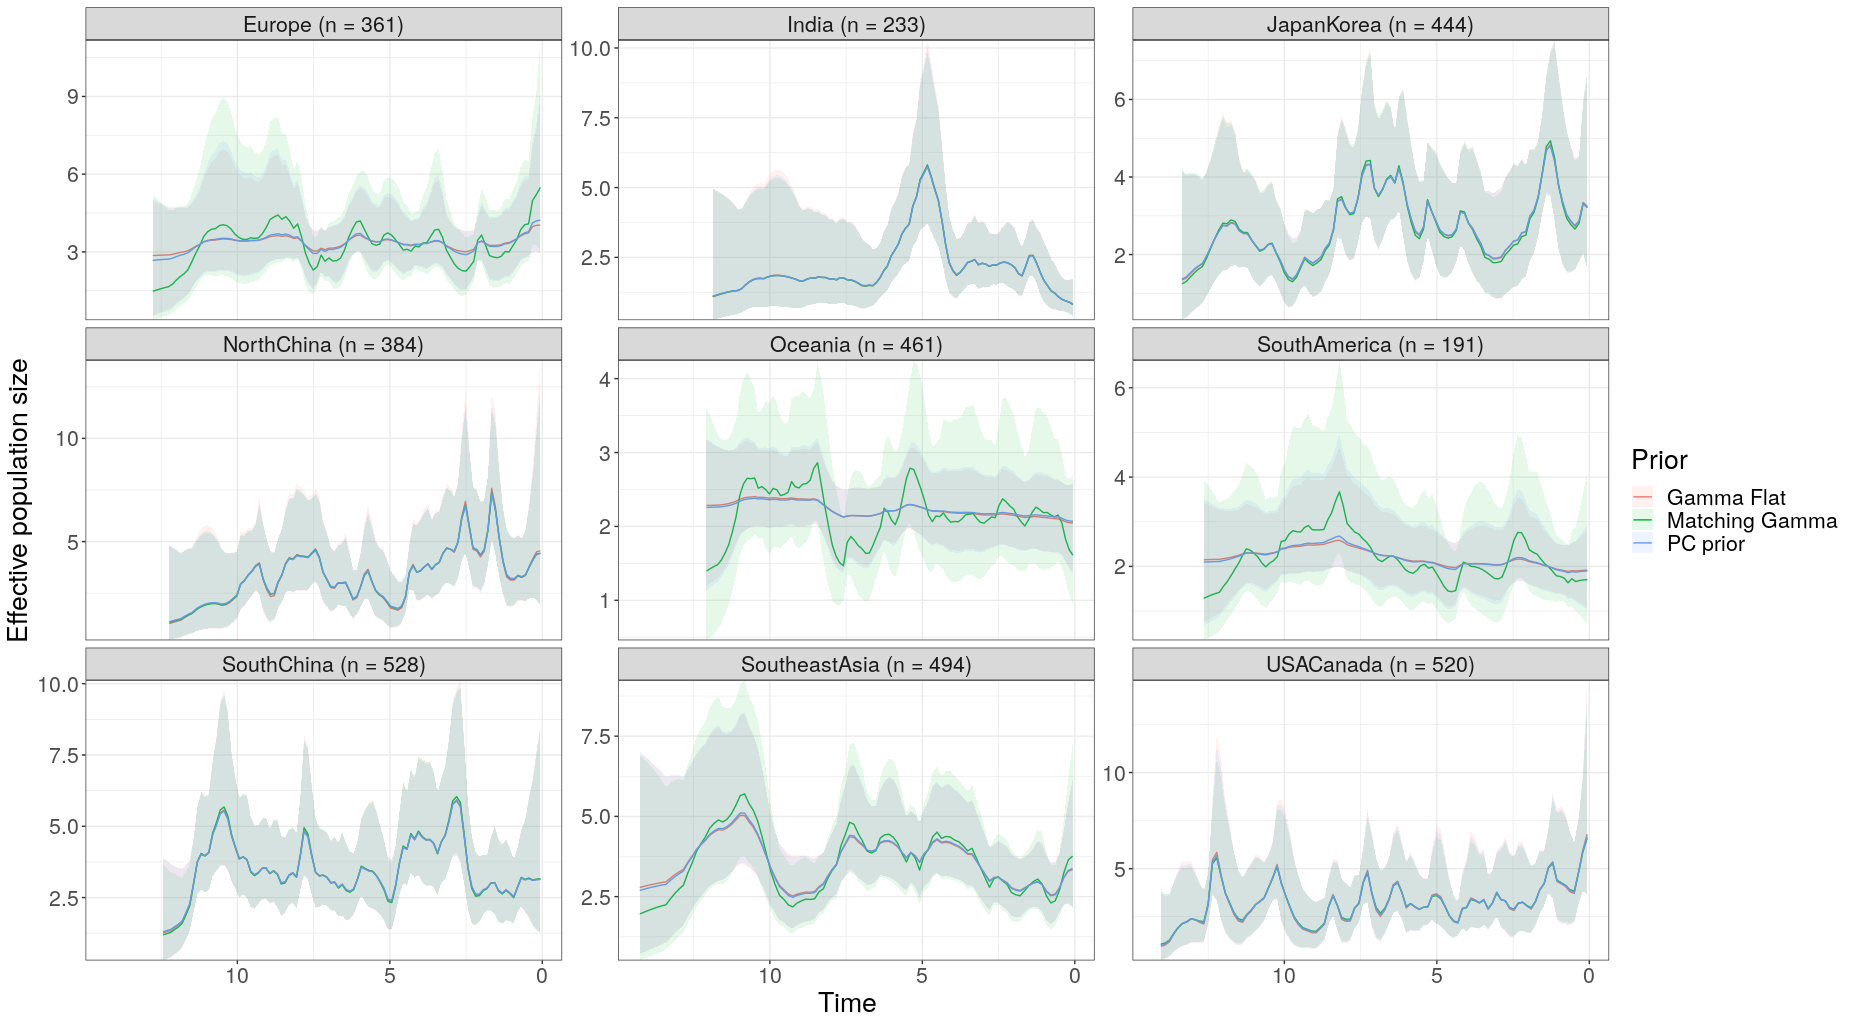 Europe (n = 361)
India (n = 233)
JapanKorea (n = 444)
9
6
3
10.0
7.5
5.0
2.5
6
4
2
NorthChina (n = 384)
Oceania (n = 461)
SouthAmerica (n = 191)
10
5
4
3
2
1
6
4
2
SouthChina (n = 528)
SoutheastAsia (n = 494)
USACanada (n = 520)
10.0
7.5
5.0
2.5
7.5
5.0
2.5
10
5
10
5
0
10
5
0
10
5
0
Time
Effective population size
Prior
Gamma Flat
Matching Gamma
PC prior